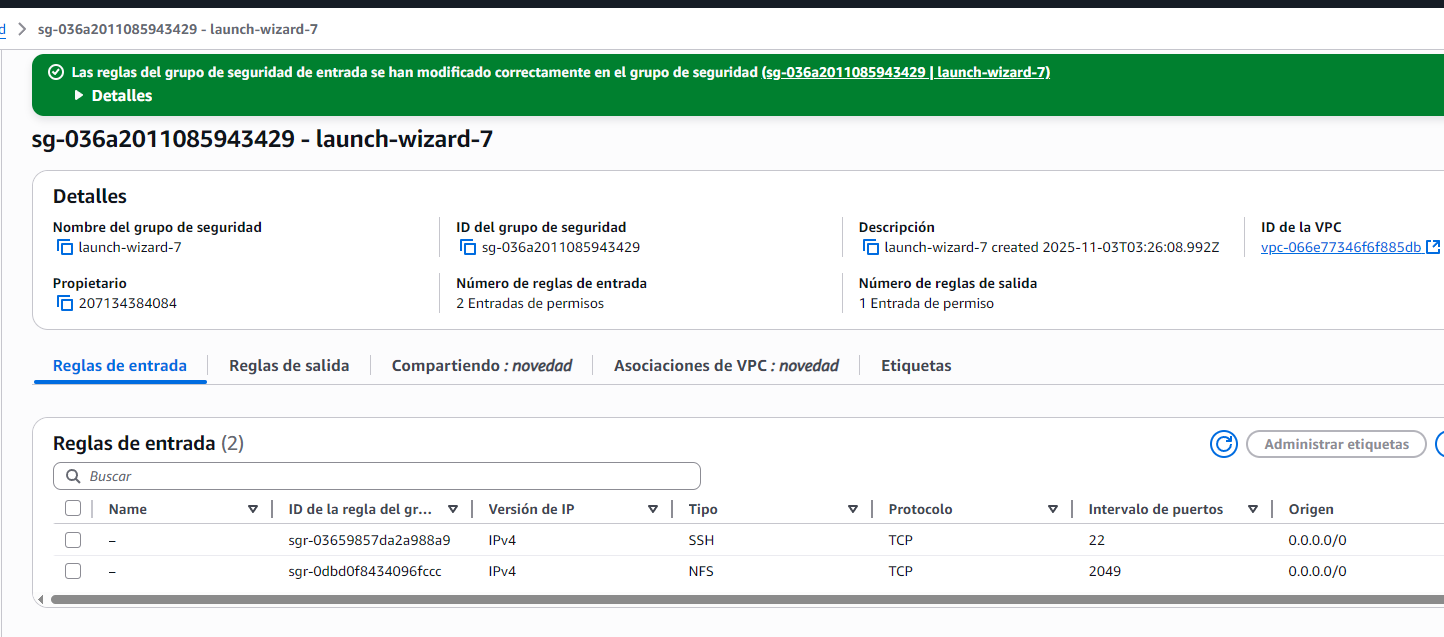 d > sg-036a2011085943429 - launch-wizard-7
Las reglas del grupo de seguridad de entrada se han modificado correctamente en el grupo de seguridad (sg-036a2011085943429 | launch-wizard-7)
Detalles
sg-036a2011085943429 - launch-wizard-7
Detalles
Nombre del grupo de seguridad
launch-wizard-7
ID del grupo de seguridad
sg-036a2011085943429
Descripción
launch-wizard-7 created 2025-11-03T03:26:08.992Z
ID de la VPC
vpc-066e77346f6f885db
Propietario
207134384084
Número de reglas de entrada
2 Entradas de permisos
Número de reglas de salida
1 Entrada de permiso
Reglas de entrada Reglas de salida Compartiendo : novedad Asociaciones de VPC : novedad Etiquetas
Reglas de entrada (2)
Administrar etiquetas
Buscar
Name ID de la regla del gr... Versión de IP Tipo Protocolo Intervalo de puertos Origen
– sgr-03659857da2a988a9 IPv4 SSH TCP 22 0.0.0.0/0
– sgr-0dbd0f8434096fccc IPv4 NFS TCP 2049 0.0.0.0/0